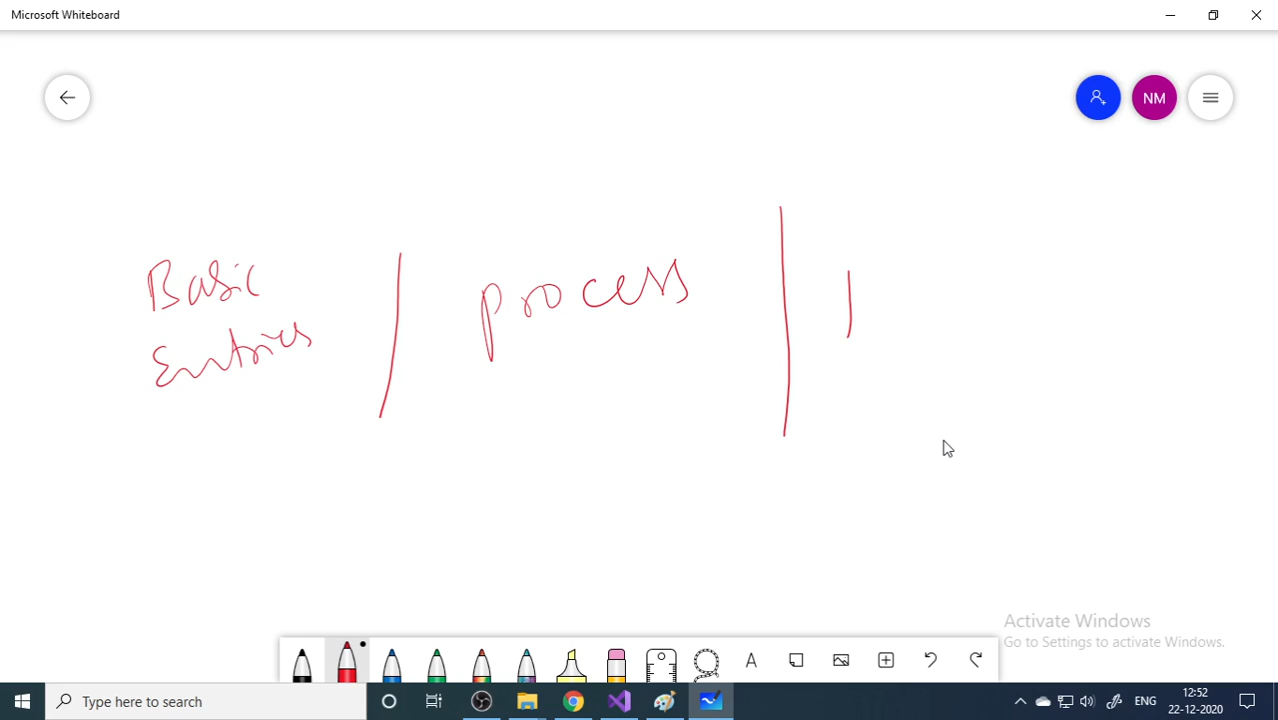 Microsoft Whiteboard
NM
Basic
Entries
process
Activate Windows
Go to Settings to activate Windows.
A
Type here to search
ENG
12:52
22-12-2020